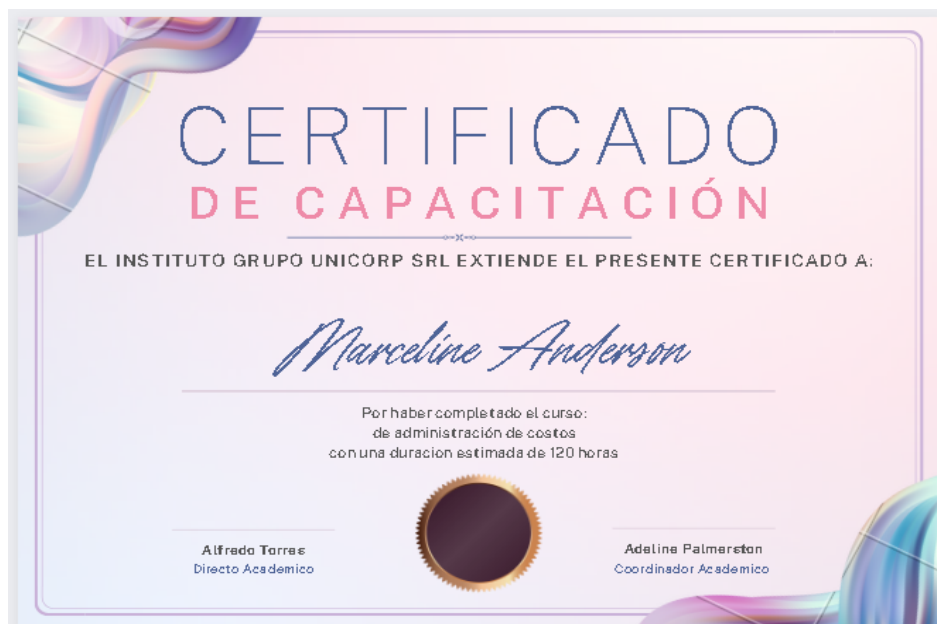 CERTIFICADO
DE CAPACITACIÓN
EL INSTITUTO GRUPO UNICORP SRL EXTIENDE EL PRESENTE CERTIFICADO A:
Marceline Anderson
Por haber completado el curso:
de administración de costos
con una duracion estimada de 120 horas
Alfredo Torres
Directo Academico
Adeline Palmerston
Coordinador Academico